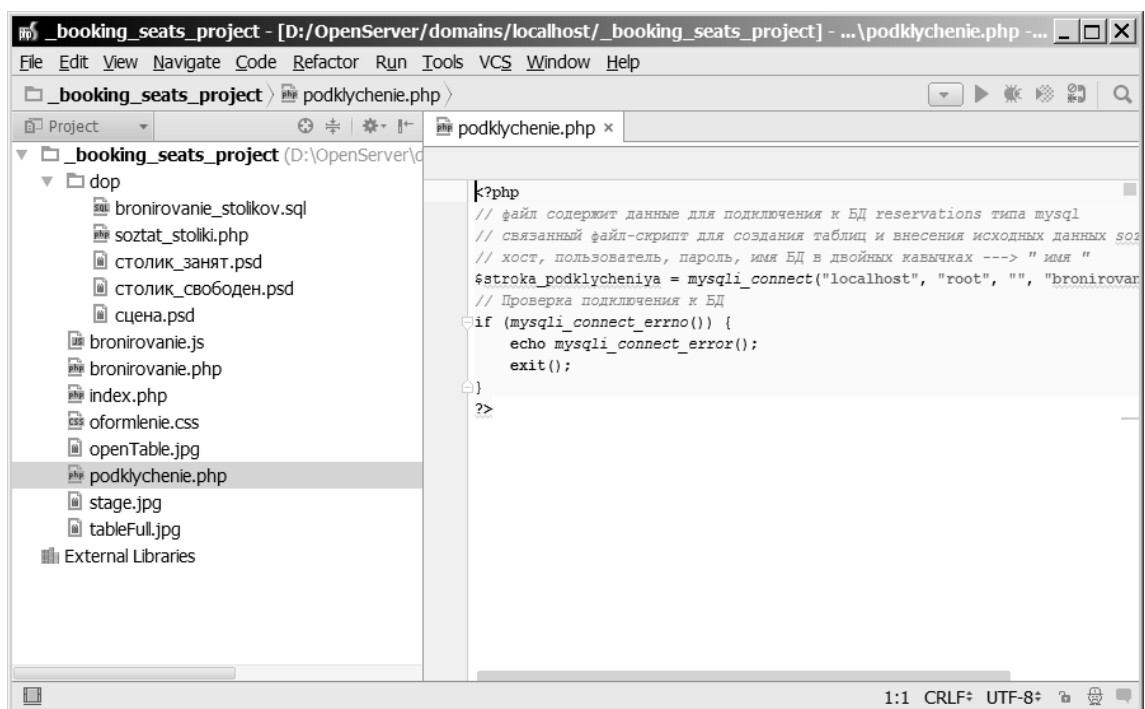 _booking_seats_project - [D:/OpenServer/domains/localhost/_booking_seats_project] - ...\podklychenie.php -...
File Edit View Navigate Code Refactor Run Tools VCS Window Help
_booking_seats_project podklychenie.php
Project
podklychenie.php
_booking_seats_project (D:\OpenServer\d
dop
bronirovanie_stolikov.sql
soztat_stoliki.php
столик_занят.psd
столик_свободен.psd
сцена.psd
bronirovanie.js
bronirovanie.php
index.php
oformlenie.css
openTable.jpg
podklychenie.php
stage.jpg
tableFull.jpg
External Libraries
<?php
// файл содержит данные для подключения к БД reservations типа mysql
// связанный файл-скрипт для создания таблиц и внесения исходных данных soz
// хост, пользователь, пароль, имя БД в двойных кавычках ---> " имя "
$stroka_podklycheniya = mysqli_connect("localhost", "root", "", "bronirovan
// Проверка подключения к БД
if (mysqli_connect_errno()) {
echo mysqli_connect_error();
exit();
}
?>
1:1 CRLF UTF-8